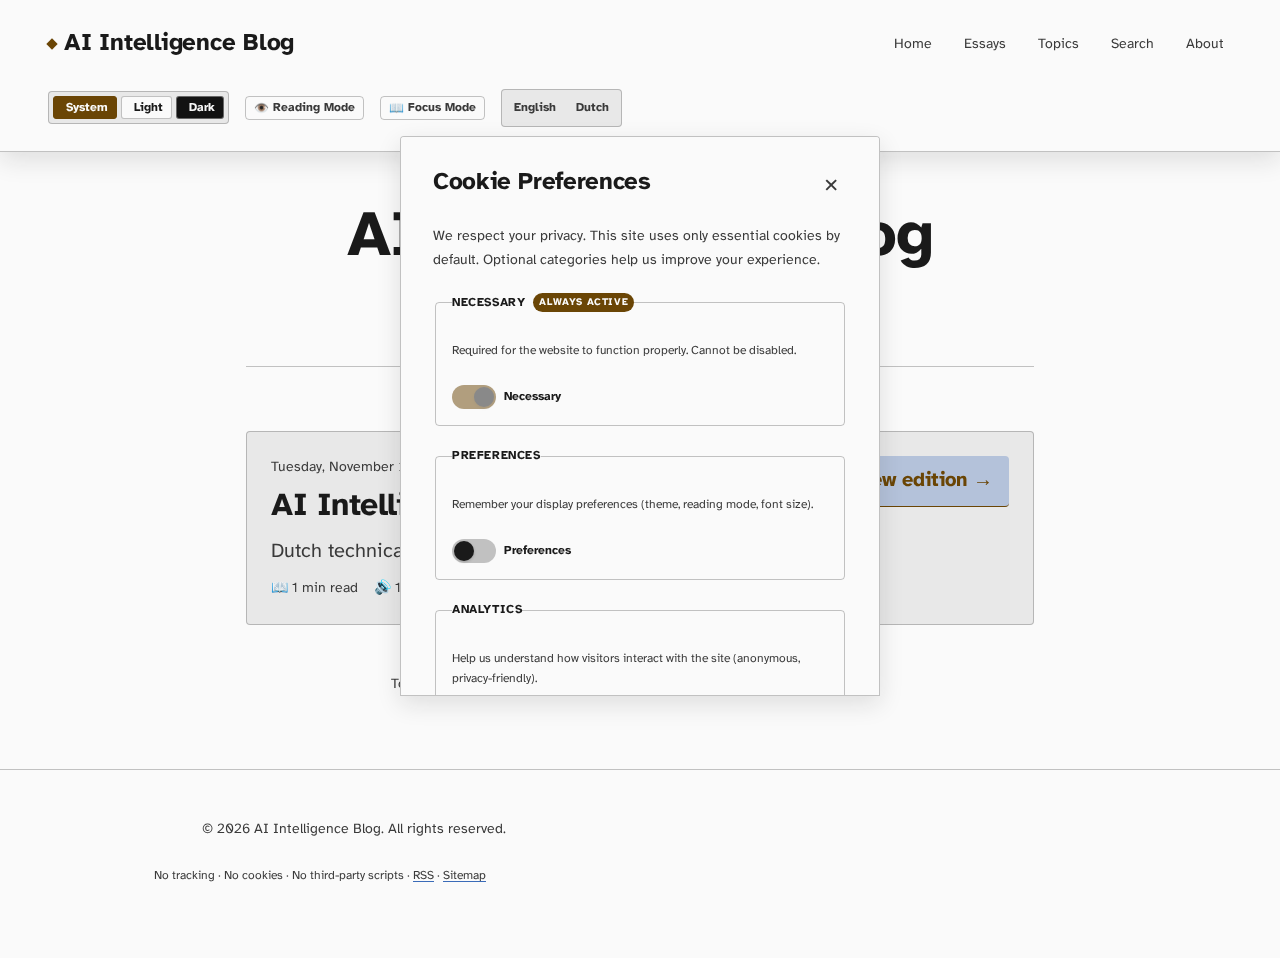 ◆ AI Intelligence Blog
Home Essays Topics Search About
System Light Dark 👁️ Reading Mode 📖 Focus Mode English Dutch
Cookie Preferences ✕
We respect your privacy. This site uses only essential cookies by
default. Optional categories help us improve your experience.
NECESSARY ALWAYS ACTIVE
Required for the website to function properly. Cannot be disabled.
Necessary
PREFERENCES
Remember your display preferences (theme, reading mode, font size).
Preferences
ANALYTICS
Help us understand how visitors interact with the site (anonymous,
privacy-friendly).
Tuesday, November
edition →
AI
Dutch
📖 1 min read 🔊
© 2026 AI Intelligence Blog. All rights reserved.
No tracking · No cookies · No third-party scripts · RSS · Sitemap